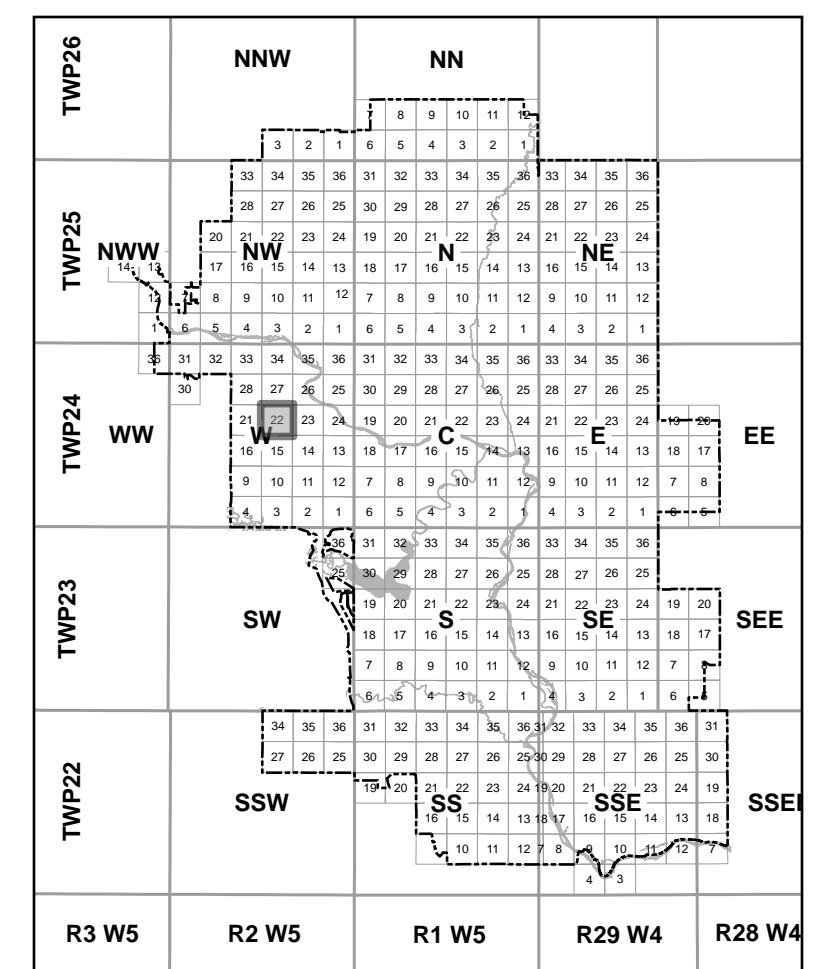 TWP26
NNW NN
7 8 9 10 11 12
3 2 1 6 5 4 3 2 1
TWP25
33 34 35 36 31 32 33 34 35 36 33 34 35 36
28 27 26 25 30 29 28 27 26 25 28 27 26 25
20 21 22 23 24 19 20 21 22 23 24 21 22 23 24
NWW NW N NE
14 13 17 16 15 14 13 18 17 16 15 14 13 16 15 14 13
12 7 8 9 10 11 12 7 8 9 10 11 12 9 10 11 12
1 6 5 4 3 2 1 6 5 4 3 2 1 4 3 2 1
TWP24
36 31 32 33 34 35 36 31 32 33 34 35 36 33 34 35 36
30 28 27 26 25 30 29 28 27 26 25 28 27 26 25
21 22 23 24 19 20 21 22 23 24 21 22 23 24 19 20
WW W C E EE
16 15 14 13 18 17 16 15 14 13 16 15 14 13 18 17
9 10 11 12 7 8 9 10 11 12 9 10 11 12 7 8
4 3 2 1 6 5 4 3 2 1 4 3 2 1 6 5
TWP23
36 31 32 33 34 35 36 33 34 35 36
25 30 29 28 27 26 25 28 27 26 25
19 20 21 22 23 24 21 22 23 24 19 20
SW S SE SEE
18 17 16 15 14 13 16 15 14 13 18 17
7 8 9 10 11 12 9 10 11 12 7 8
6 5 4 3 2 1 4 3 2 1 6
TWP22
34 35 36 31 32 33 34 35 36 31 32 33 34 35 36 31
27 26 25 30 29 28 27 26 25 30 29 28 27 26 25 30
19 20 21 22 23 24 19 20 21 22 23 24 19
SSW SS SSE SSEE
16 15 14 13 18 17 16 15 14 13 18
10 11 12 7 8 9 10 11 12 7
4 3
R3 W5 R2 W5 R1 W5 R29 W4 R28 W4